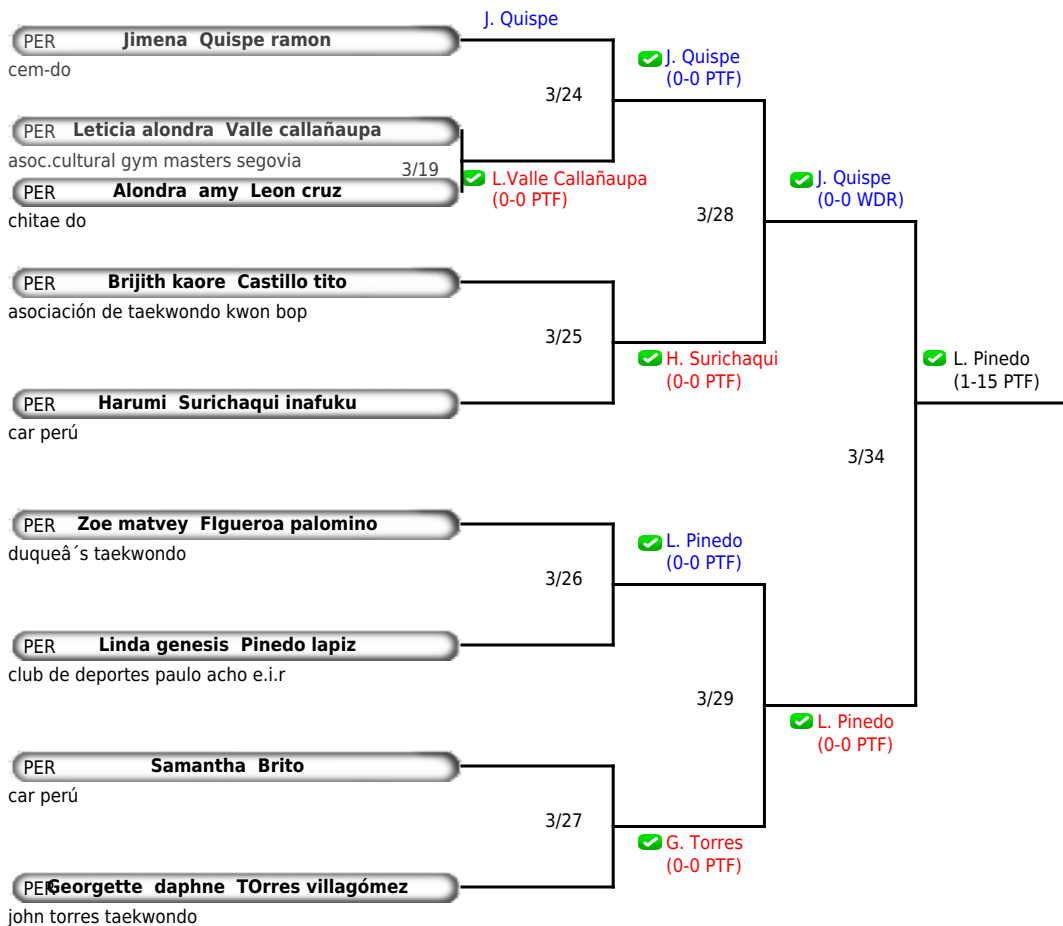 J. Quispe
PER Jimena Quispe ramon
cem-do
J. Quispe
(0-0 PTF)
3/24
PER Leticia alondra Valle callañaupa
asoc.cultural gym masters segovia
3/19
L.Valle Callañaupa
(0-0 PTF)
PER Alondra amy Leon cruz
chitae do
J. Quispe
(0-0 WDR)
3/28
PER Brijith kaore Castillo tito
asociación de taekwondo kwon bop
3/25
H. Surichaqui
(0-0 PTF)
L. Pinedo
(1-15 PTF)
PER Harumi Surichaqui inafuku
car perú
3/34
PER Zoe matvey FIgueroa palomino
duqueâ´s taekwondo
L. Pinedo
(0-0 PTF)
3/26
PER Linda genesis Pinedo lapiz
club de deportes paulo acho e.i.r
3/29
L. Pinedo
(0-0 PTF)
PER Samantha Brito
car perú
3/27
G. Torres
(0-0 PTF)
PER Georgette daphne TOrres villagómez
john torres taekwondo